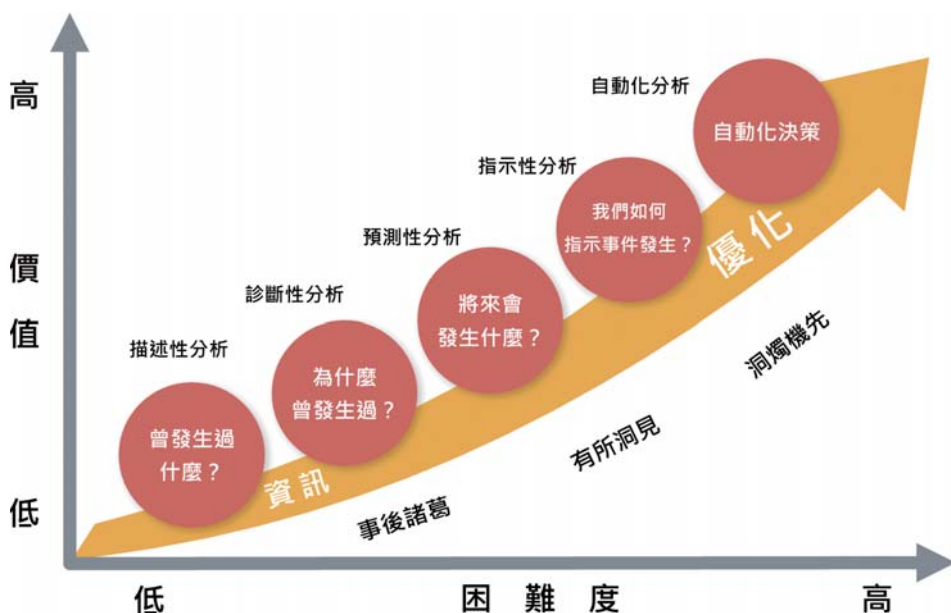 高
自動化分析
自動化決策
指示性分析
我們如何
指示事件發生？
預測性分析
優化
價
值
診斷性分析
將來會
發生什麼？
描述性分析
為什麼
曾發生過？
洞燭機先
曾發生過
什麼？
有所洞見
資訊
事後諸葛
低
低
困難度
高